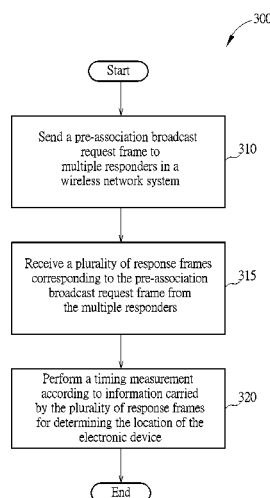 300
Start
Send a pre-association broadcast
request frame to
multiple responders in a
wireless network system
310
Receive a plurality of response frames
corresponding to the pre-association
broadcast request frame from
the multiple responders
315
Perform a timing measurement
according to information carried
by the plurality of response frames
for determining the location of the
electronic device
320
End